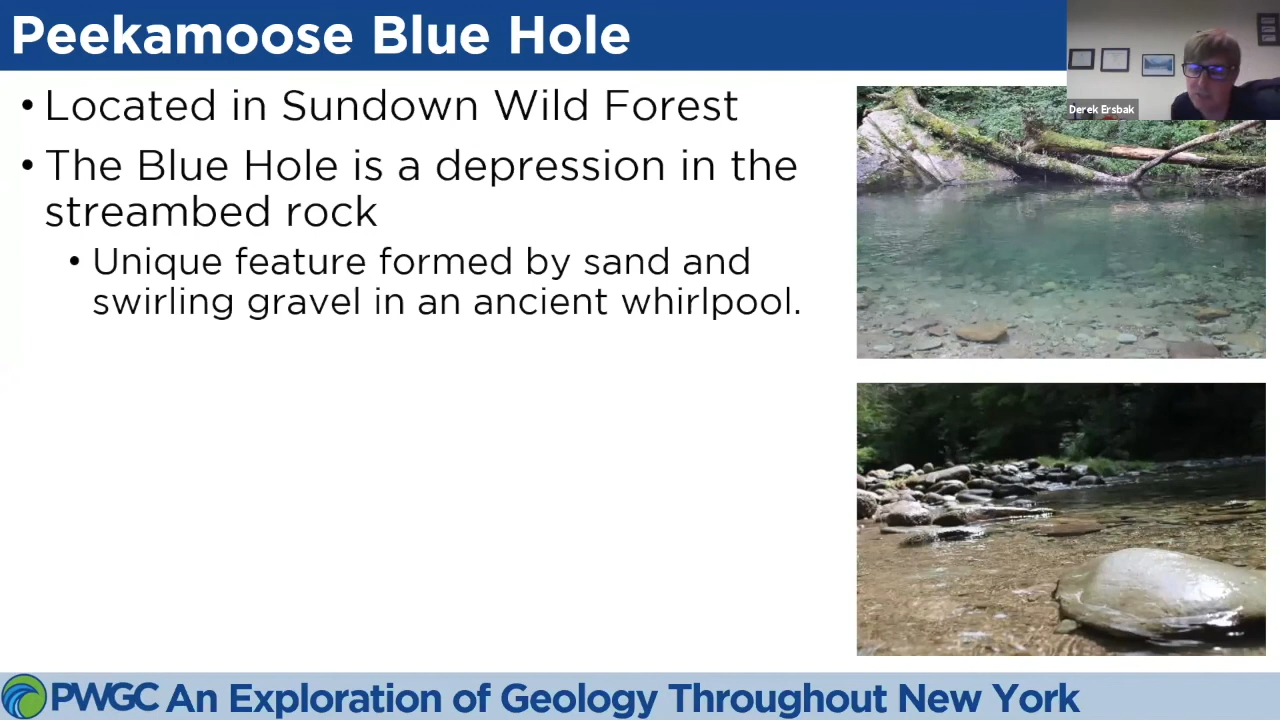 Peekamoose Blue Hole
• Located in Sundown Wild Forest
• The Blue Hole is a depression in the
streambed rock
• Unique feature formed by sand and
swirling gravel in an ancient whirlpool.
Derek Ersbak
PWGC An Exploration of Geology Throughout New York